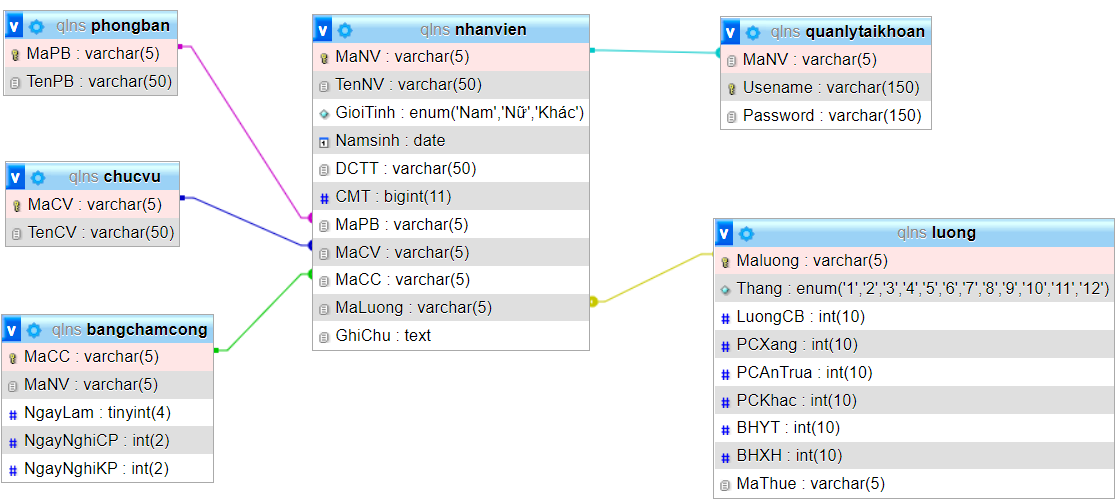 qlns phongban
MaPB : varchar(5)
TenPB : varchar(50)
qlns chucvu
MaCV : varchar(5)
TenCV : varchar(50)
qlns bangchamcong
MaCC : varchar(5)
MaNV : varchar(5)
NgayLam : tinyint(4)
NgayNghiCP : int(2)
NgayNghiKP : int(2)
qlns nhanvien
MaNV : varchar(5)
TenNV : varchar(50)
GioiTinh : enum('Nam','Nữ','Khác')
Namsinh : date
DCTT : varchar(50)
CMT : bigint(11)
MaPB : varchar(5)
MaCV : varchar(5)
MaCC : varchar(5)
MaLuong : varchar(5)
GhiChu : text
qlns quanlytaikhoan
MaNV : varchar(5)
Usename : varchar(150)
Password : varchar(150)
qlns luong
Maluong : varchar(5)
Thang : enum('1','2','3','4','5','6','7','8','9','10','11','12')
LuongCB : int(10)
PCXang : int(10)
PCAnTrua : int(10)
PCKhac : int(10)
BHYT : int(10)
BHXH : int(10)
MaThue : varchar(5)